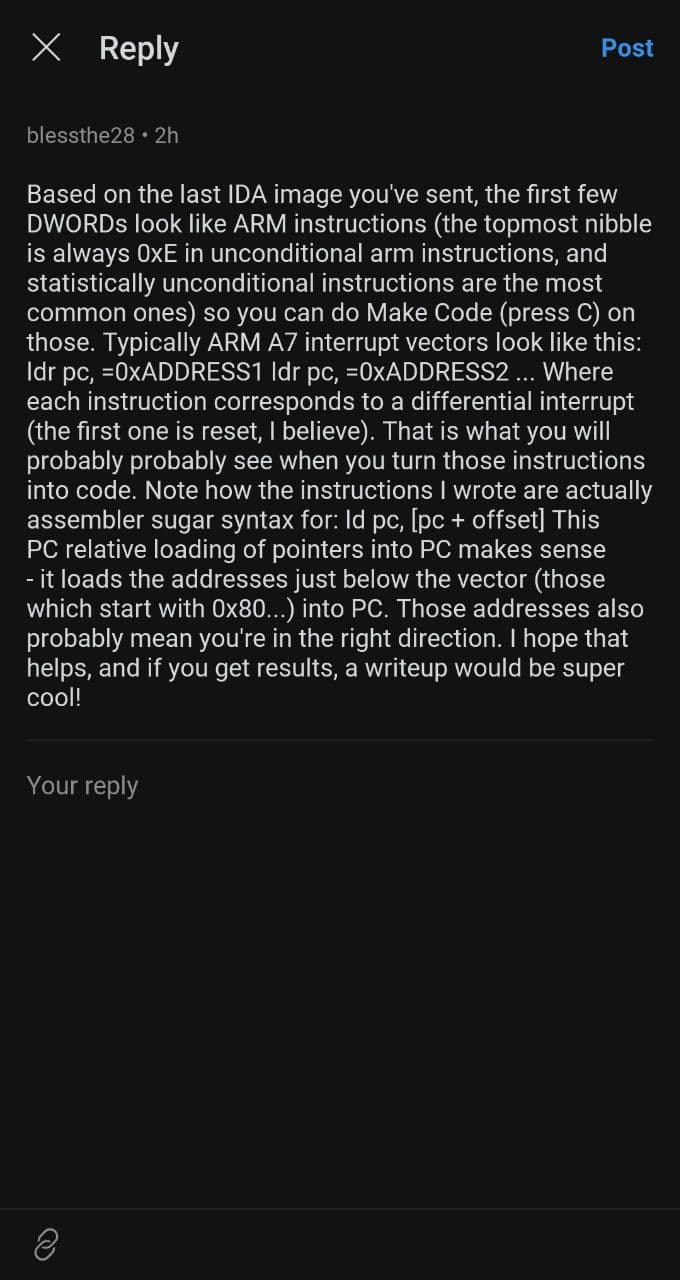 Reply
Post
blessthe28 • 2h
Based on the last IDA image you've sent, the first few
DWORDs look like ARM instructions (the topmost nibble
is always 0xE in unconditional arm instructions, and
statistically unconditional instructions are the most
common ones) so you can do Make Code (press C) on
those. Typically ARM A7 interrupt vectors look like this:
ldr pc, =0xADDRESS1 ldr pc, =0xADDRESS2 ... Where
each instruction corresponds to a differential interrupt
(the first one is reset, I believe). That is what you will
probably probably see when you turn those instructions
into code. Note how the instructions I wrote are actually
assembler sugar syntax for: ld pc, [pc + offset] This
PC relative loading of pointers into PC makes sense
- it loads the addresses just below the vector (those
which start with 0x80...) into PC. Those addresses also
probably mean you're in the right direction. I hope that
helps, and if you get results, a writeup would be super
cool!
Your reply